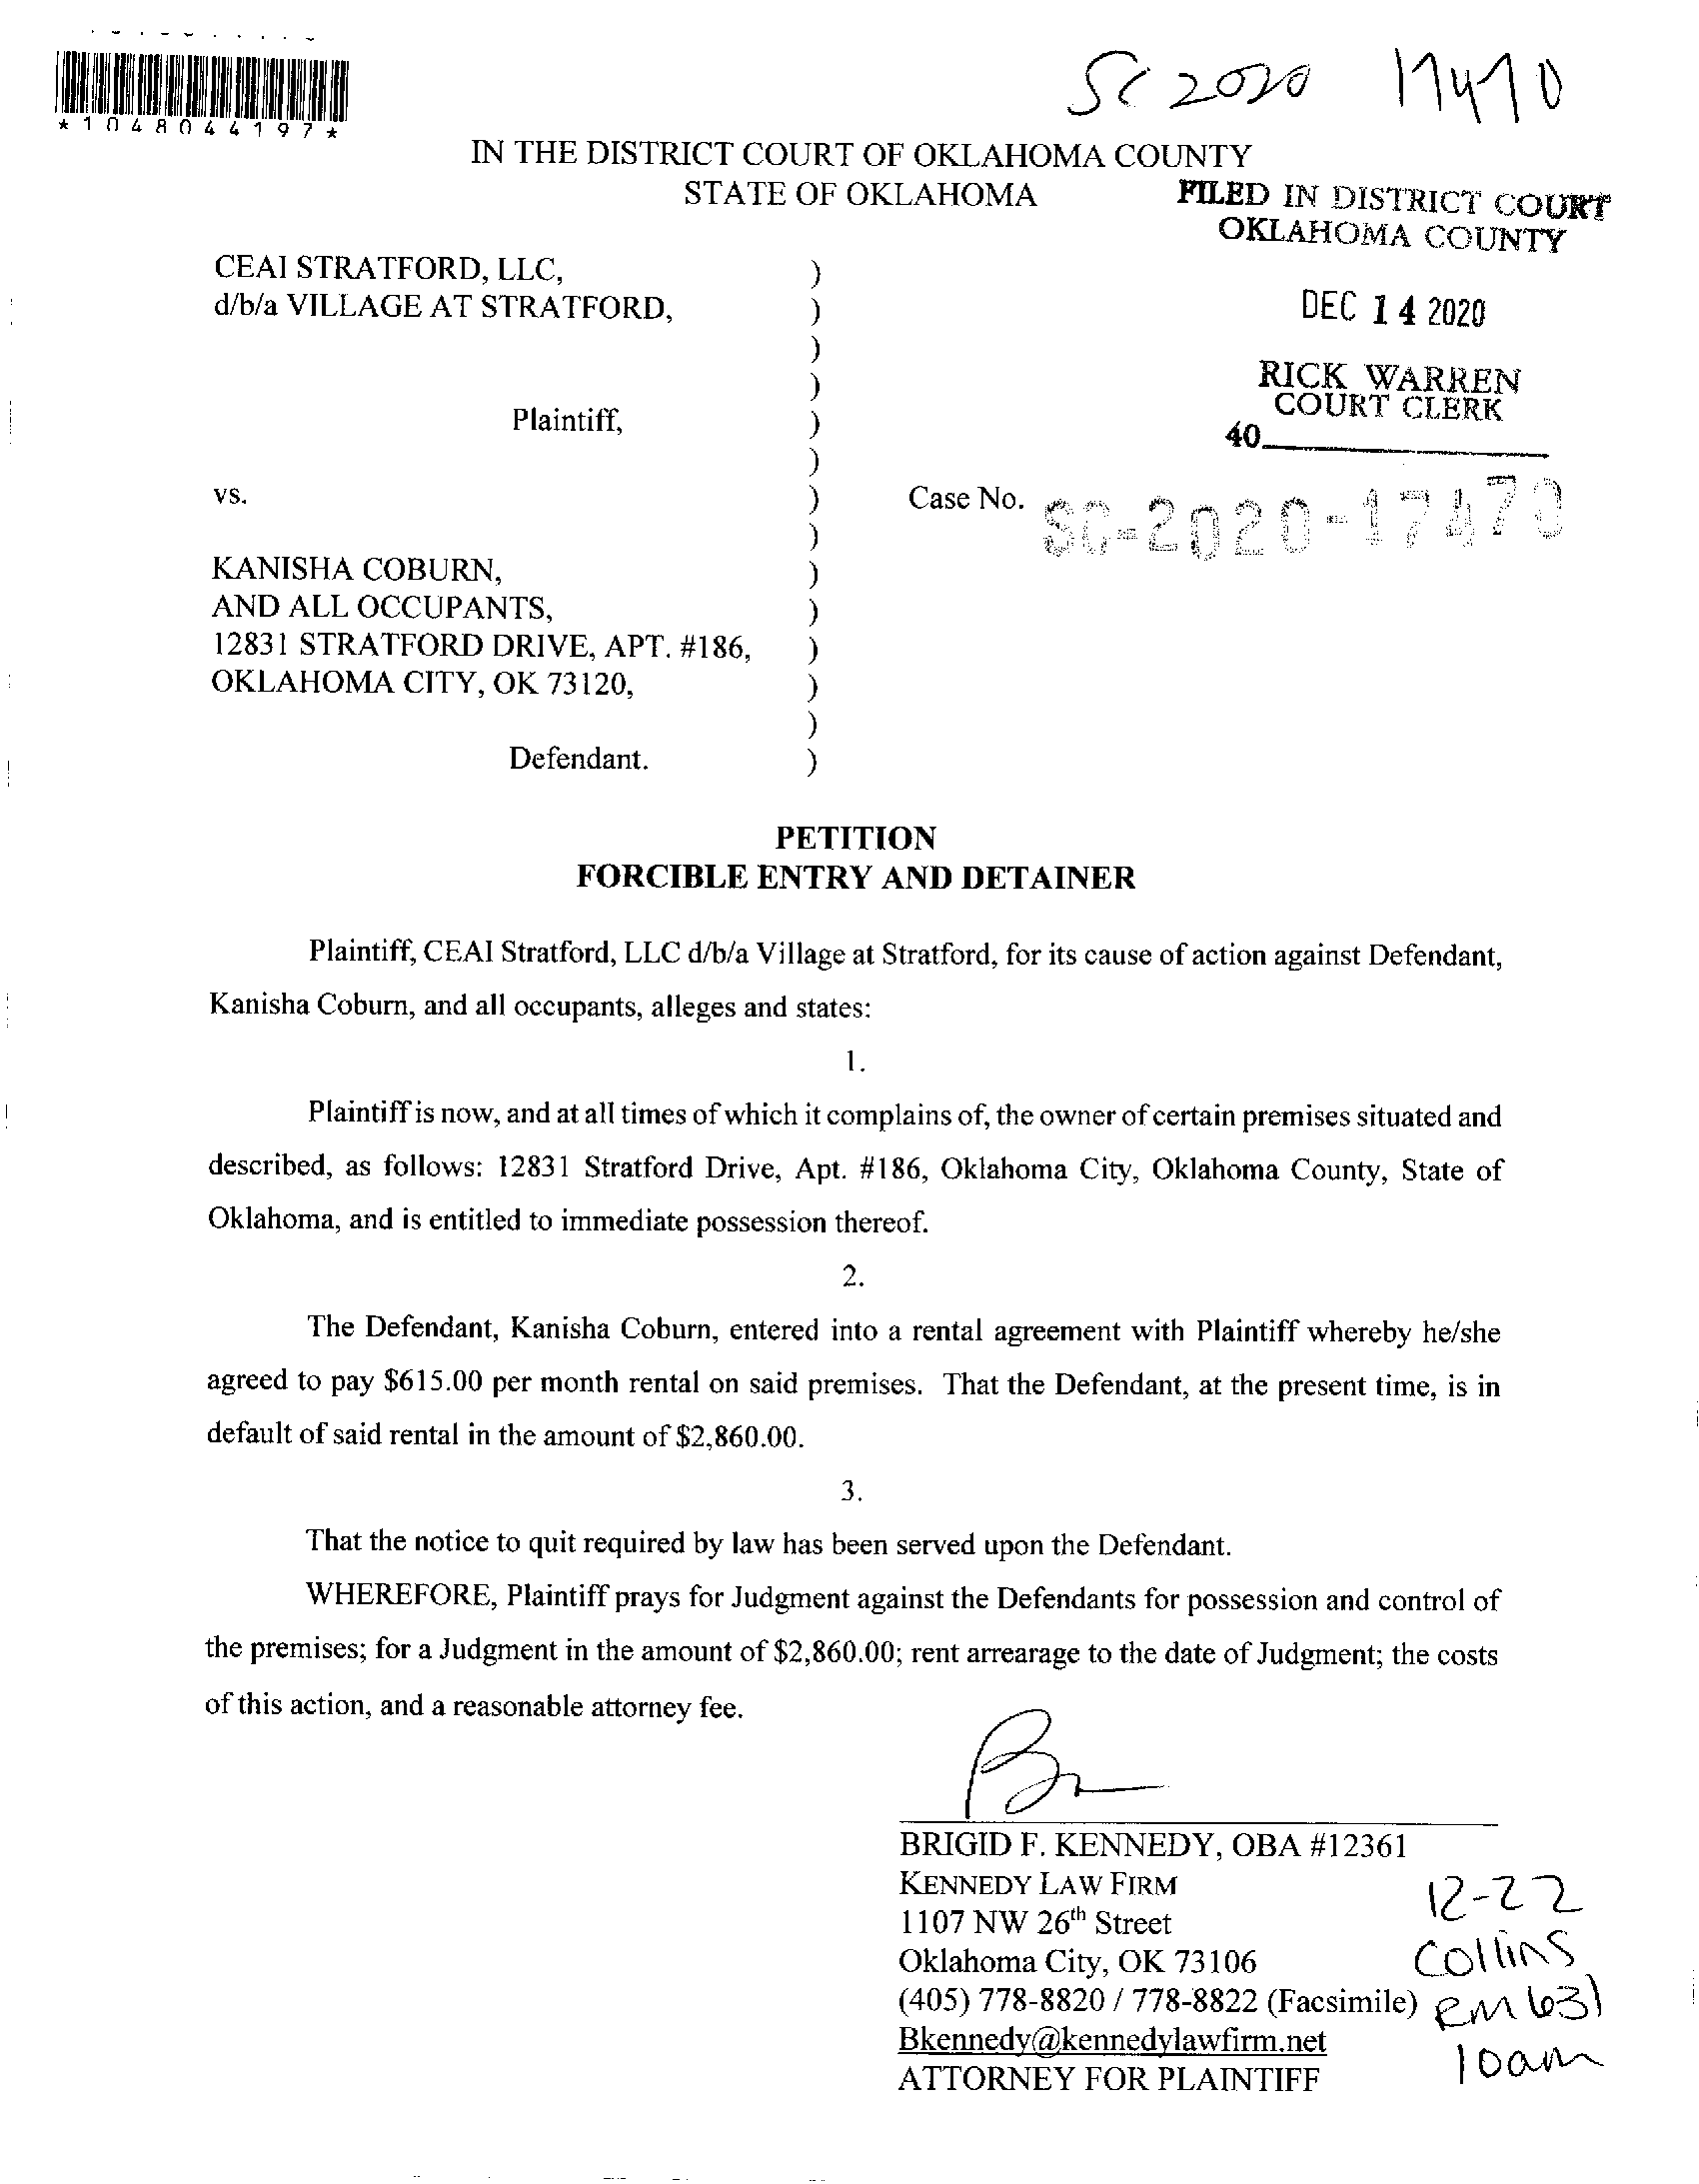 SC 2020 17470
*1048044197*
IN THE DISTRICT COURT OF OKLAHOMA COUNTY
STATE OF OKLAHOMA
FILED IN DISTRICT COURT
OKLAHOMA COUNTY
CEAI STRATFORD, LLC, )
d/b/a VILLAGE AT STRATFORD, )
DEC 14 2020
)
)
RICK WARREN
COURT CLERK
Plaintiff, )
40
)
vs. ) Case No. SC-2020-17470
)
KANISHA COBURN, )
AND ALL OCCUPANTS, )
12831 STRATFORD DRIVE, APT. #186, )
OKLAHOMA CITY, OK 73120, )
)
Defendant. )
PETITION
FORCIBLE ENTRY AND DETAINER
Plaintiff, CEAI Stratford, LLC d/b/a Village at Stratford, for its cause of action against Defendant,
Kanisha Coburn, and all occupants, alleges and states:
1.
Plaintiff is now, and at all times of which it complains of, the owner of certain premises situated and
described, as follows: 12831 Stratford Drive, Apt. #186, Oklahoma City, Oklahoma County, State of
Oklahoma, and is entitled to immediate possession thereof.
2.
The Defendant, Kanisha Coburn, entered into a rental agreement with Plaintiff whereby he/she
agreed to pay $615.00 per month rental on said premises. That the Defendant, at the present time, is in
default of said rental in the amount of $2,860.00.
3.
That the notice to quit required by law has been served upon the Defendant.
WHEREFORE, Plaintiff prays for Judgment against the Defendants for possession and control of
the premises; for a Judgment in the amount of $2,860.00; rent arrearage to the date of Judgment; the costs
of this action, and a reasonable attorney fee.
BRIGID F. KENNEDY, OBA #12361
KENNEDY LAW FIRM
1107 NW 26th Street
Oklahoma City, OK 73106
(405) 778-8820 / 778-8822 (Facsimile)
Bkennedy@kennedylawfirm.net
ATTORNEY FOR PLAINTIFF
12-22
Collins
RM 631
10am